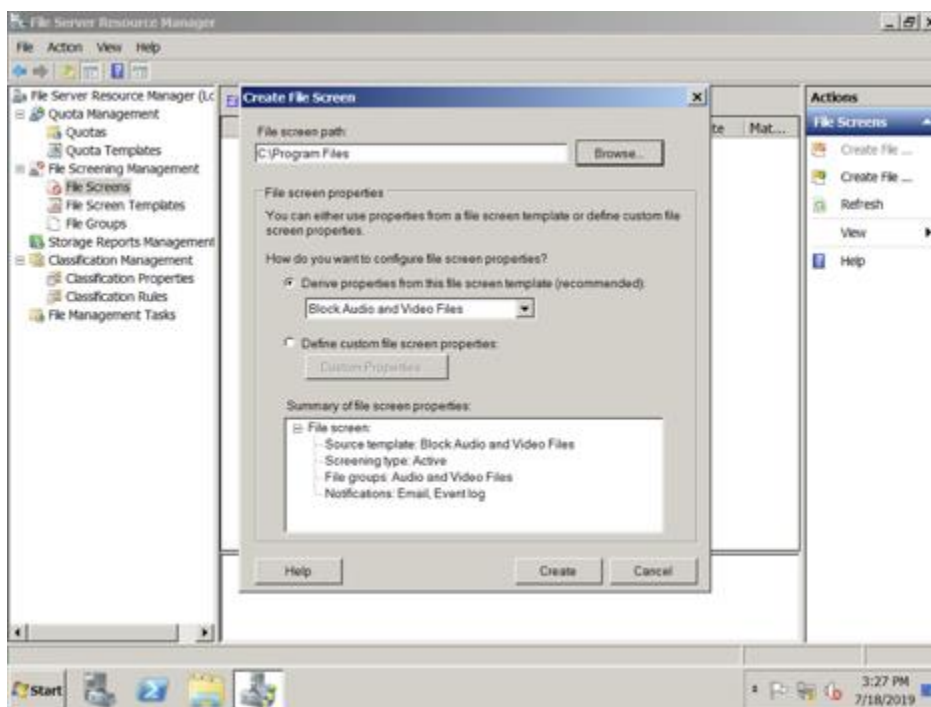 File Server Resource Manager
File Action View Help
File Server Resource Manager (Lc
Quota Management
Quotas
Quota Templates
File Screening Management
File Screens
File Screen Templates
File Groups
Storage Reports Management
Classification Management
Classification Properties
Classification Rules
File Management Tasks
Create File Screen
File screen path:
C:\Program Files
Browse...
File screen properties
You can either use properties from a file screen template or define custom file
screen properties.
How do you want to configure file screen properties?
Derive properties from this file screen template (recommended):
Block Audio and Video Files
Define custom file screen properties:
Custom Properties
Summary of file screen properties:
File screen:
Source template: Block Audio and Video Files
Screening type: Active
File groups: Audio and Video Files
Notifications: Email, Event log
Help Create Cancel
te Mat...
Actions
File Screens
Create File ...
Create File ...
Refresh
View
Help
Start
3:27 PM
7/18/2019